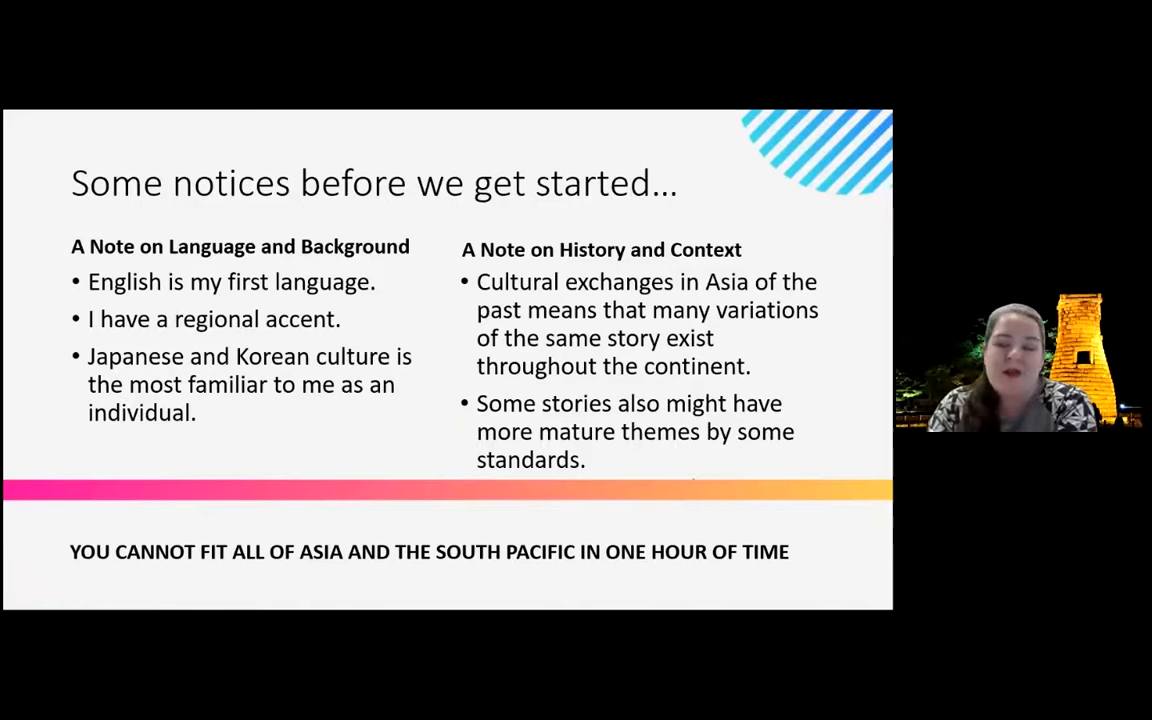 Some notices before we get started...
A Note on Language and Background
• English is my first language.
• I have a regional accent.
• Japanese and Korean culture is
the most familiar to me as an
individual.
A Note on History and Context
• Cultural exchanges in Asia of the
past means that many variations
of the same story exist
throughout the continent.
• Some stories also might have
more mature themes by some
standards.
YOU CANNOT FIT ALL OF ASIA AND THE SOUTH PACIFIC IN ONE HOUR OF TIME